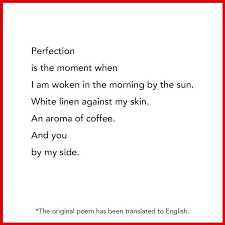 Perfection
is the moment when
I am woken in the morning by the sun.
White linen against my skin.
An aroma of coffee.
And you
by my side.
*The original poem has been translated to English.